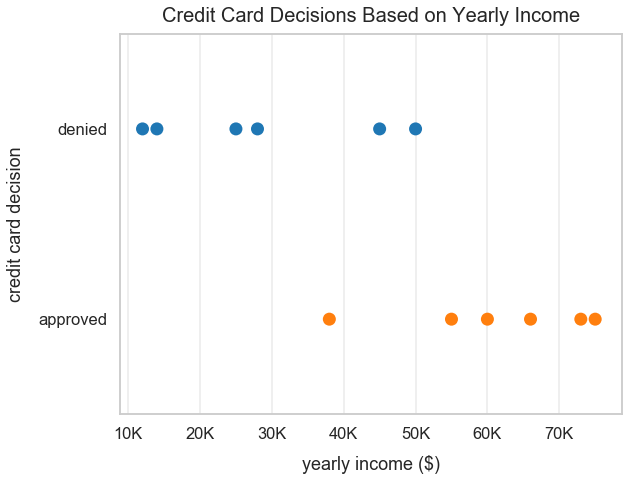 Credit Card Decisions Based on Yearly Income
credit card decision
denied
approved
10K 20K 30K 40K 50K 60K 70K
yearly income ($)